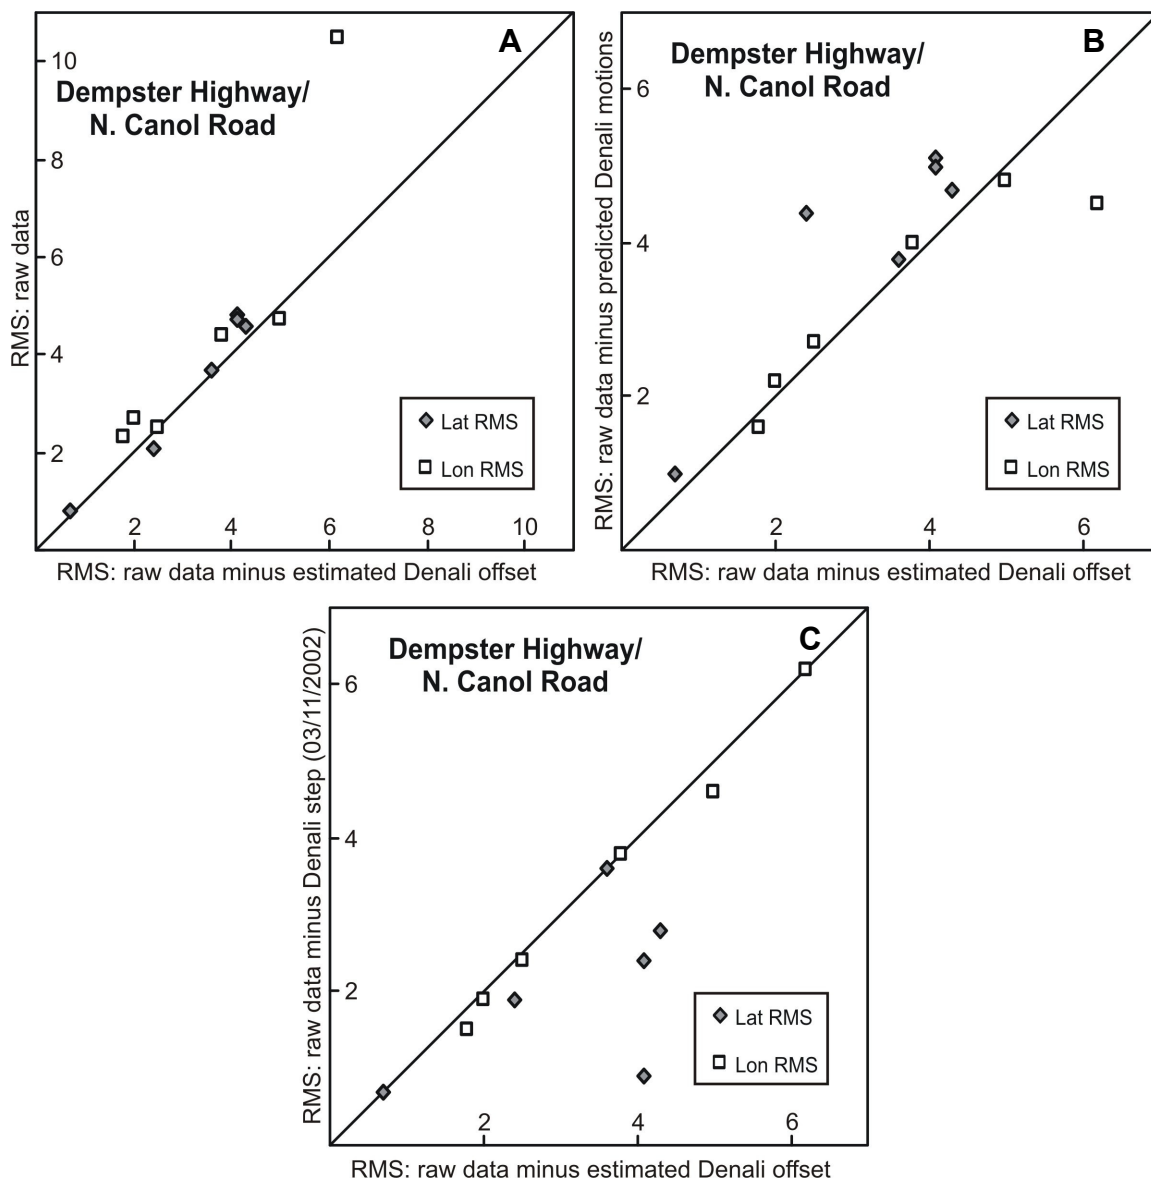 A
Dempster Highway/
N. Canol Road
RMS: raw data
10
8
6
4
2
2 4 6 8 10
Lat RMS
Lon RMS
RMS: raw data minus estimated Denali offset
B
Dempster Highway/
N. Canol Road
RMS: raw data minus predicted Denali motions
6
4
2
2 4 6
Lat RMS
Lon RMS
RMS: raw data minus estimated Denali offset
C
Dempster Highway/
N. Canol Road
RMS: raw data minus Denali step (03/11/2002)
6
4
2
2 4 6
Lat RMS
Lon RMS
RMS: raw data minus estimated Denali offset